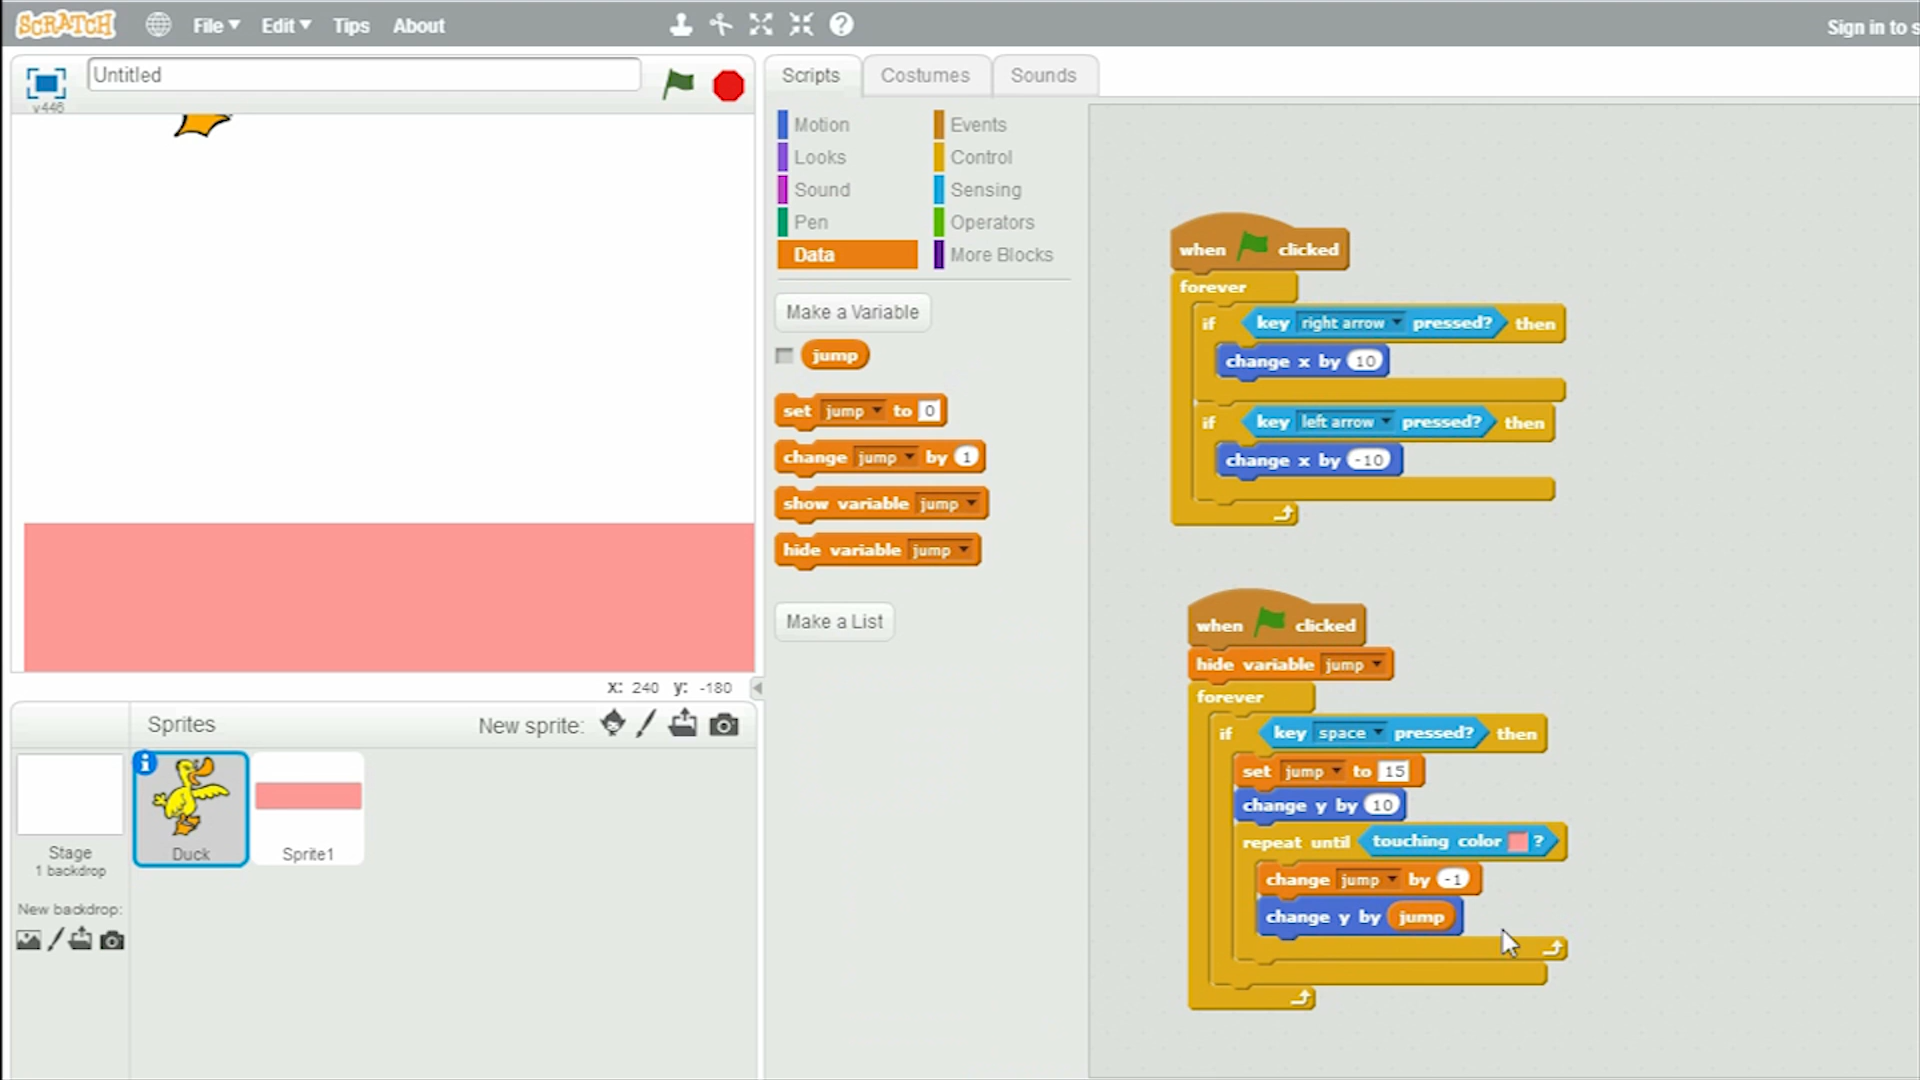 SCRATCH File Edit Tips About
Sign in to s
Untitled
v446
Scripts Costumes Sounds
Motion Events
Looks Control
Sound Sensing
Pen Operators
Data More Blocks
Make a Variable
jump
set jump to 0
change jump by 1
show variable jump
hide variable jump
Make a List
when clicked
forever
if key right arrow pressed? then
change x by 10
if key left arrow pressed? then
change x by -10
when clicked
hide variable jump
forever
if key space pressed? then
set jump to 15
change y by 10
repeat until touching color ?
change jump by -1
change y by jump
x: 240 y: -180
Sprites New sprite:
Stage
1 backdrop
New backdrop:
Duck
Sprite1